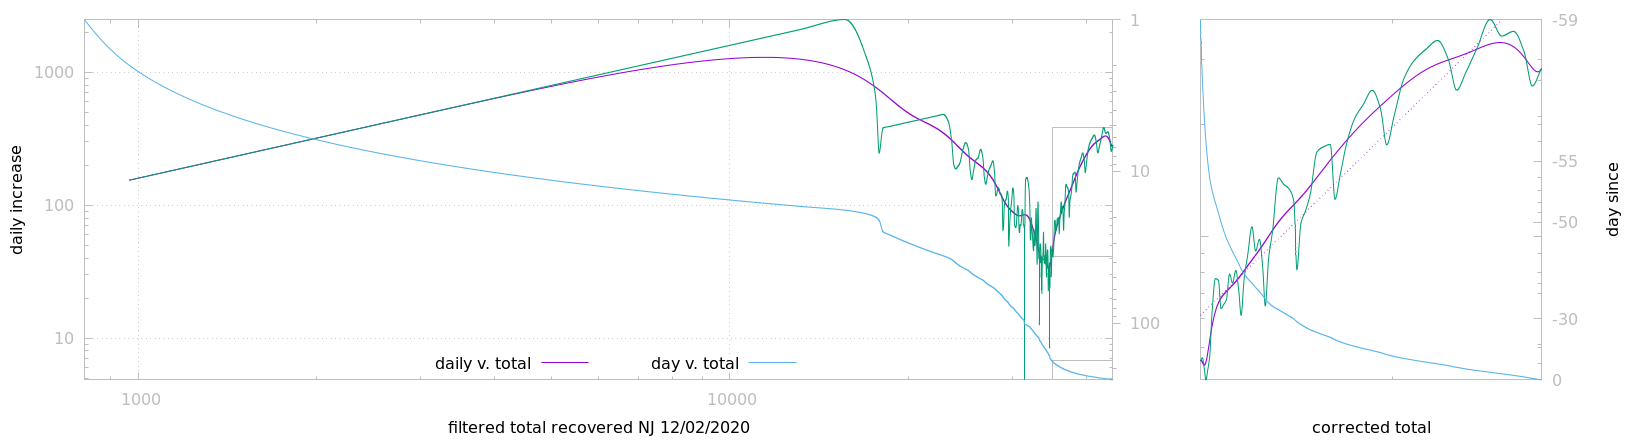 daily increase
1000
100
10
1000
10000
daily v. total
day v. total
filtered total recovered NJ 12/02/2020
1
10
100
-59
-55
-50
-30
0
day since
corrected total